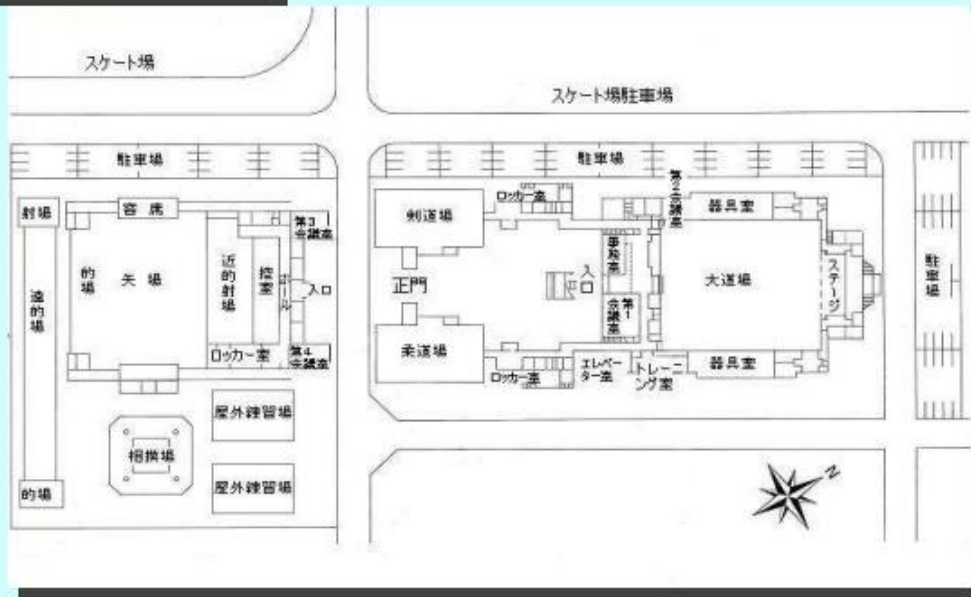 スケート場
スケート場駐車場
駐車場
駐車場
駐車場
射場
客席
第3
会議室
的場
矢場
近的射場
控室
ホール
入口
遠的場
ロッカー室
第4
会議室
屋外練習場
相撲場
屋外練習場
的場
ロッカー室
第2会議室
器具室
剣道場
事務室
正門
入口
第1
会議室
大道場
ステージ
柔道場
ロッカー室
エレベー
ター室
トレーニ
ング室
器具室
N